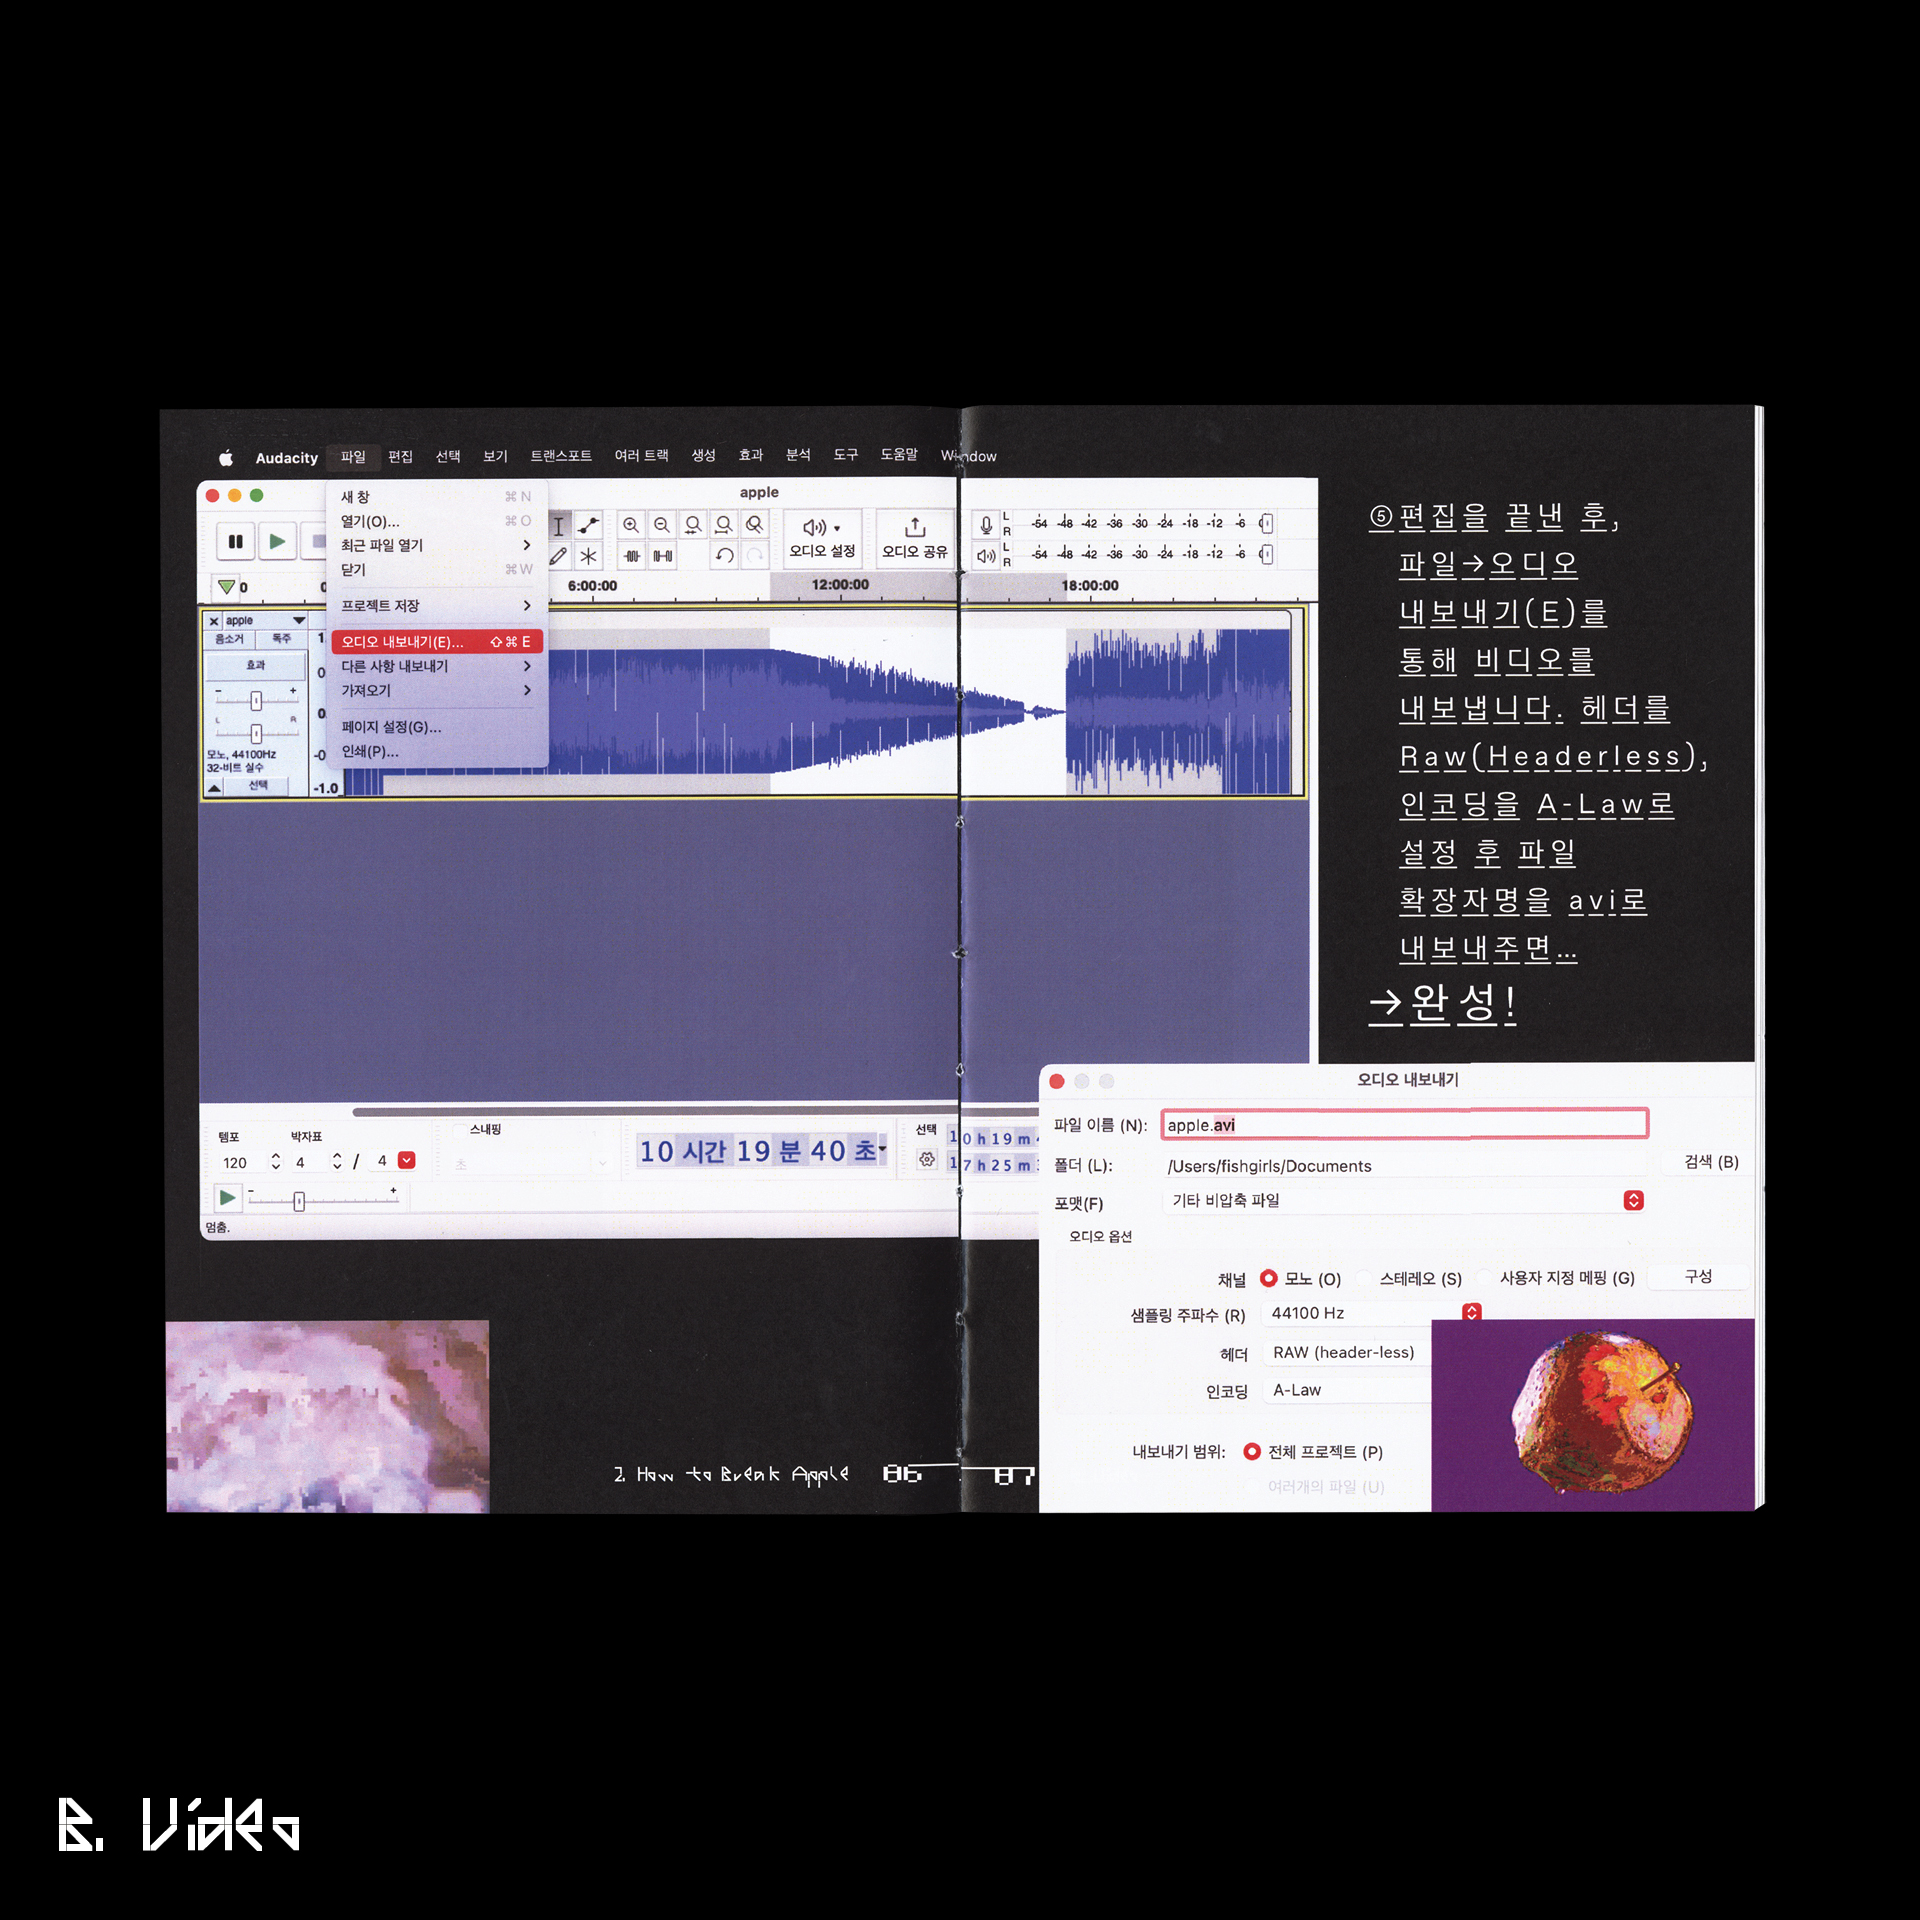 Audacity 파일 편집 선택 보기 트랜스포트 여러 트랙 생성 효과 분석 도구 도움말 Window
apple
새 창 ⌘ N
열기(O)... ⌘ O
최근 파일 열기
닫기 ⌘ W
프로젝트 저장
오디오 내보내기(E)... ⇧ ⌘ E
다른 사항 내보내기
가져오기
페이지 설정(G)...
인쇄(P)...
오디오 설정
오디오 공유
L
R
-54 -48 -42 -36 -30 -24 -18 -12 -6
L
R
-54 -48 -42 -36 -30 -24 -18 -12 -6
0 6:00:00 12:00:00 18:00:00
apple
음소거 독주
효과
- +
L R
모노, 44100Hz
32-비트 실수
선택
-1.0
템포 박자표
120 4 / 4
스내핑
초
10 시간 19 분 40 초
선택
- +
멈춤.
⑤편집을 끝낸 후,
파일→오디오
내보내기(E)를
통해 비디오를
내보냅니다. 헤더를
Raw(Headerless),
인코딩을 A-Law로
설정 후 파일
확장자명을 avi로
내보내주면...
→완성!
오디오 내보내기
파일 이름 (N): apple.avi
폴더 (L): /Users/fishgirls/Documents 검색 (B)
포맷(F) 기타 비압축 파일
오디오 옵션
채널 모노 (O) 스테레오 (S) 사용자 지정 메핑 (G) 구성
샘플링 주파수 (R) 44100 Hz
헤더 RAW (header-less)
인코딩 A-Law
내보내기 범위: 전체 프로젝트 (P)
여러개의 파일 (U)
2. How to Break Apple 86 87
B. Video